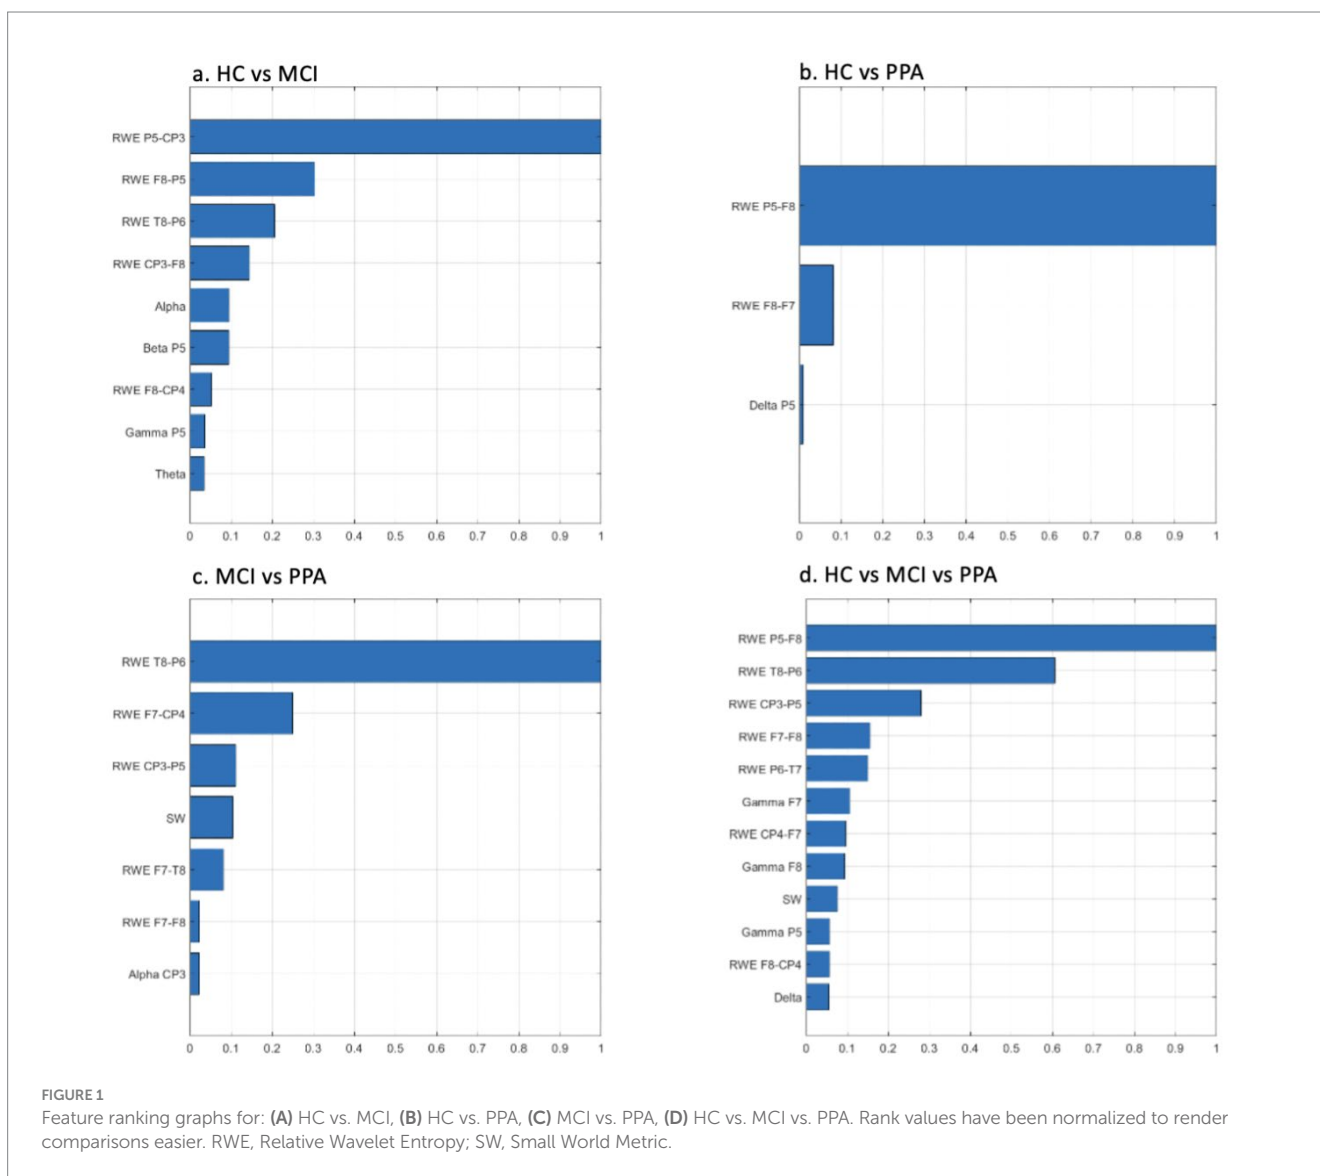 a. HC vs MCI
RWE P5-CP3
RWE F8-P5
RWE T8-P6
RWE CP3-F8
Alpha
Beta P5
RWE F8-CP4
Gamma P5
Theta
0 0.1 0.2 0.3 0.4 0.5 0.6 0.7 0.8 0.9 1
b. HC vs PPA
RWE P5-F8
RWE F8-F7
Delta P5
0 0.1 0.2 0.3 0.4 0.5 0.6 0.7 0.8 0.9 1
c. MCI vs PPA
RWE T8-P6
RWE F7-CP4
RWE CP3-P5
SW
RWE F7-T8
RWE F7-F8
Alpha CP3
0 0.1 0.2 0.3 0.4 0.5 0.6 0.7 0.8 0.9 1
d. HC vs MCI vs PPA
RWE P5-F8
RWE T8-P6
RWE CP3-P5
RWE F7-F8
RWE P6-T7
Gamma F7
RWE CP4-F7
Gamma F8
SW
Gamma P5
RWE F8-CP4
Delta
0 0.1 0.2 0.3 0.4 0.5 0.6 0.7 0.8 0.9 1
FIGURE 1
Feature ranking graphs for: (A) HC vs. MCI, (B) HC vs. PPA, (C) MCI vs. PPA, (D) HC vs. MCI vs. PPA. Rank values have been normalized to render
comparisons easier. RWE, Relative Wavelet Entropy; SW, Small World Metric.